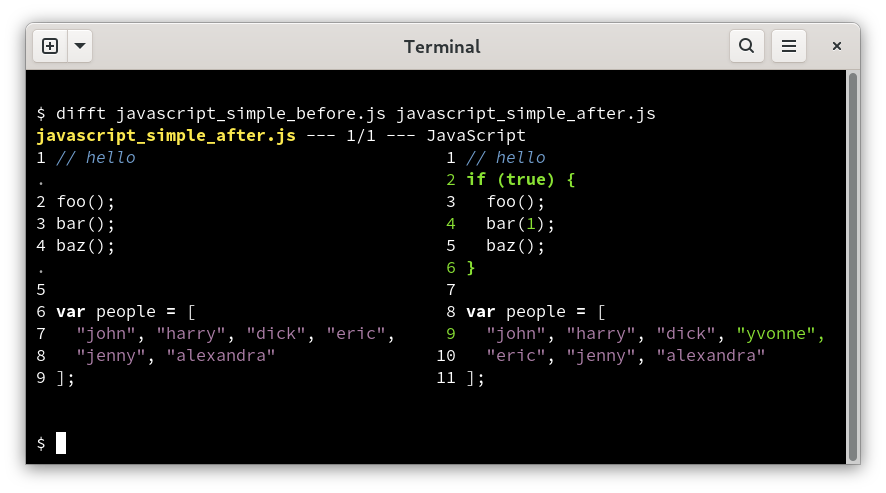 Terminal
$ difft javascript_simple_before.js javascript_simple_after.js
javascript_simple_after.js --- 1/1 --- JavaScript
1 // hello 1 // hello
. 2 if (true) {
2 foo(); 3   foo();
3 bar(); 4   bar(1);
4 baz(); 5   baz();
. 6 }
5 7
6 var people = [ 8 var people = [
7   "john", "harry", "dick", "eric", 9   "john", "harry", "dick", "yvonne",
8   "jenny", "alexandra" 10   "eric", "jenny", "alexandra"
9 ]; 11 ];
$